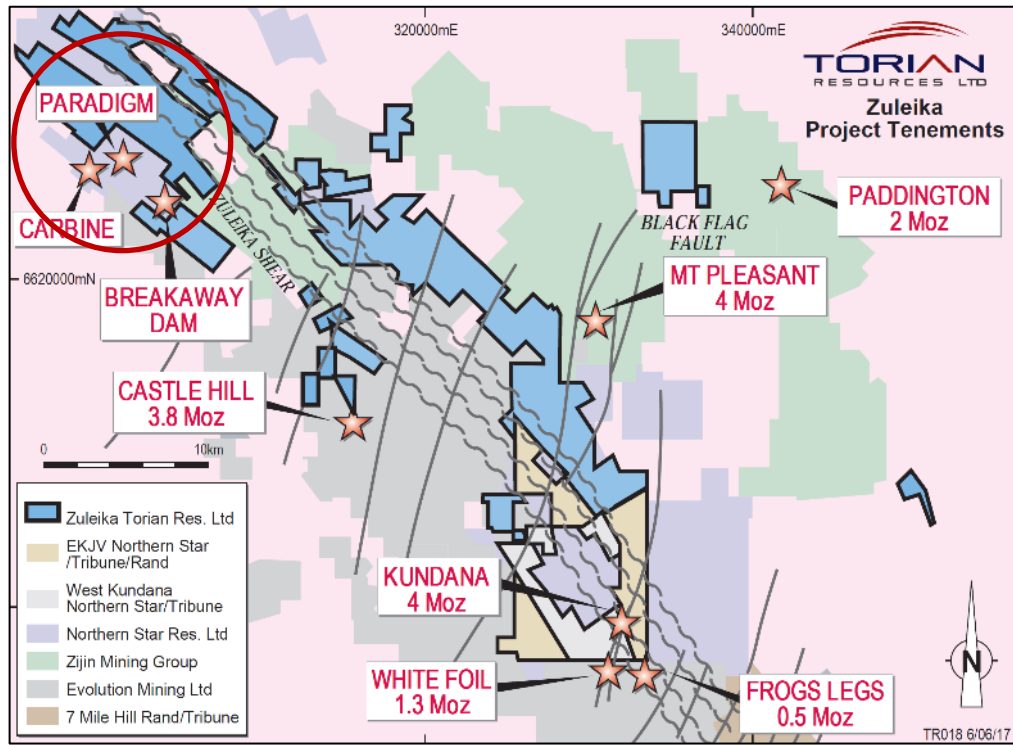 320000mE
340000mE
TORIAN
RESOURCES LTD
Zuleika
Project Tenements
PARADIGM
CARBINE
PADDINGTON
2 Moz
BLACK FLAG
FAULT
ZULEIKA SHEAR
6620000mN
MT PLEASANT
4 Moz
BREAKAWAY
DAM
CASTLE HILL
3.8 Moz
0
10km
Zuleika Torian Res. Ltd
EKJV Northern Star
/Tribune/Rand
West Kundana
Northern Star/Tribune
Northern Star Res. Ltd
Zijin Mining Group
Evolution Mining Ltd
7 Mile Hill Rand/Tribune
KUNDANA
4 Moz
WHITE FOIL
1.3 Moz
FROGS LEGS
0.5 Moz
N
TR018 6/06/17